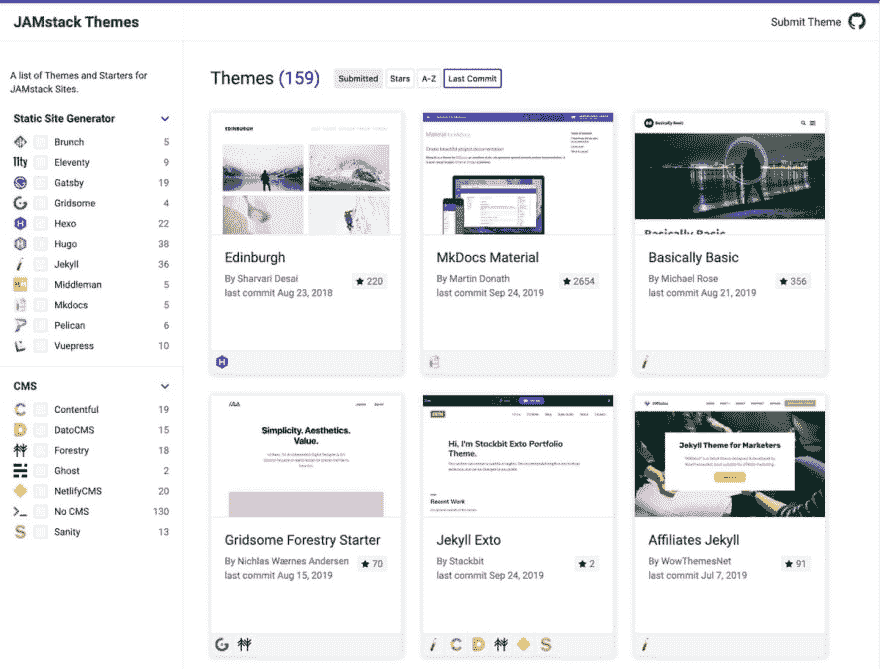 JAMstack Themes
Submit Theme
A list of Themes and Starters for
JAMstack Sites.
Static Site Generator
Brunch 5
Eleventy 9
Gatsby 19
Gridsome 4
Hexo 22
Hugo 38
Jekyll 36
Middleman 5
Mkdocs 5
Pelican 6
Vuepress 10
CMS
Contentful 19
DatoCMS 15
Forestry 18
Ghost 2
NetlifyCMS 20
No CMS 130
Sanity 13
Themes (159) Submitted Stars A-Z Last Commit
EDINBURGH
Edinburgh
By Sharvari Desai
last commit Aug 23, 2018
220
Material for MkDocs
Create beautiful project documentation
MkDocs Material
By Martin Donath
last commit Sep 24, 2019
2654
Basically Basic
Basically Basic
Basically Basic
By Michael Rose
last commit Aug 21, 2019
356
Simplicity. Aesthetics.
Value.
Gridsome Forestry Starter
By Nichlas Wærnes Andersen
last commit Aug 15, 2019
70
Hi, I'm Stackbit Exto Portfolio
Theme.
Recent Work
Jekyll Exto
By Stackbit
last commit Sep 24, 2019
2
Jekyll Theme for Marketers
Affiliates Jekyll
By WowThemesNet
last commit Jul 7, 2019
91